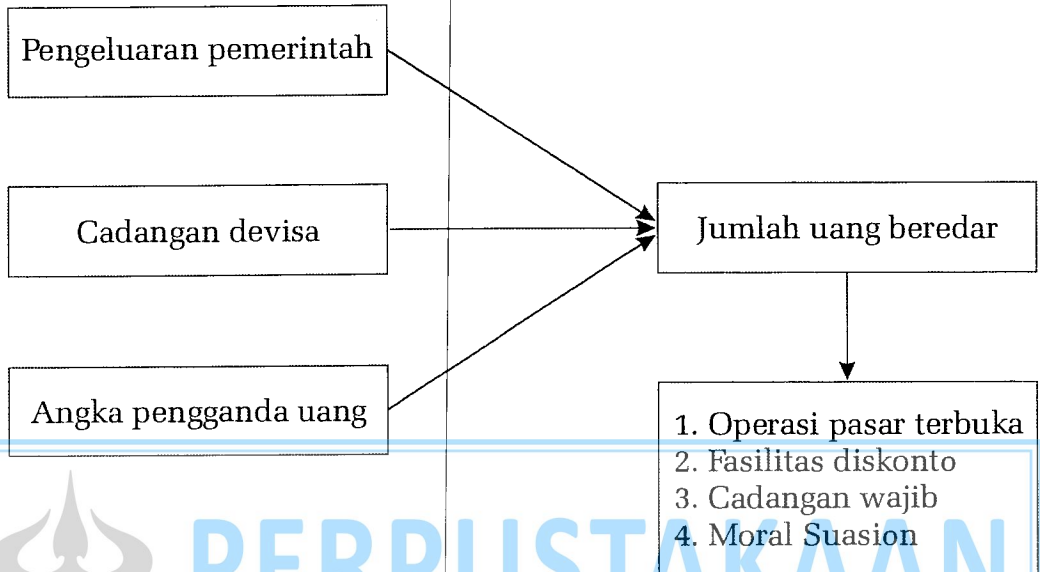 Pengeluaran pemerintah
Cadangan devisa
Jumlah uang beredar
Angka pengganda uang
1. Operasi pasar terbuka
2. Fasilitas diskonto
3. Cadangan wajib
4. Moral Suasion
PERPUSTAKAAN